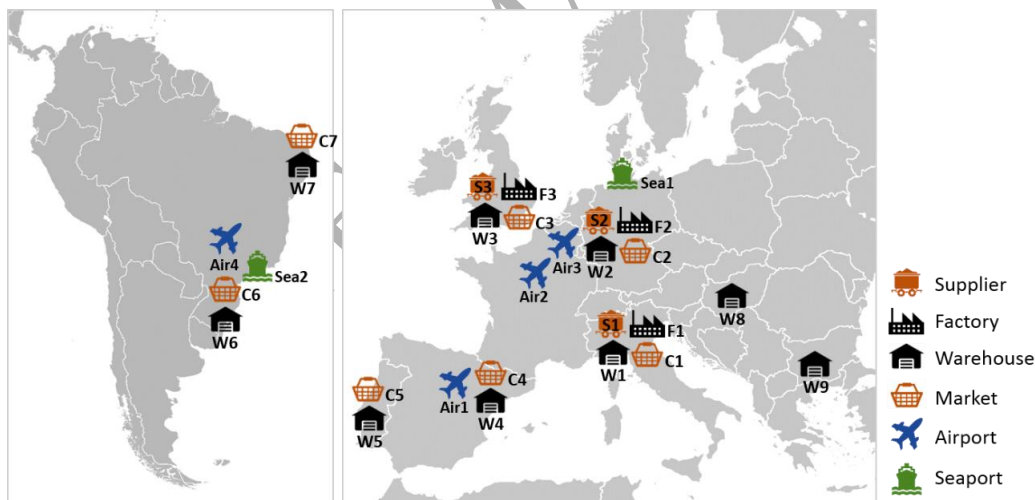 C7
W7
Air4
Sea2
C6
W6
Sea1
S3
F3
W3
C3
S2
F2
Air3
W2
C2
Air2
S1
F1
W8
W1
C1
W9
C4
Air1
W4
C5
W5
Supplier
Factory
Warehouse
Market
Airport
Seaport